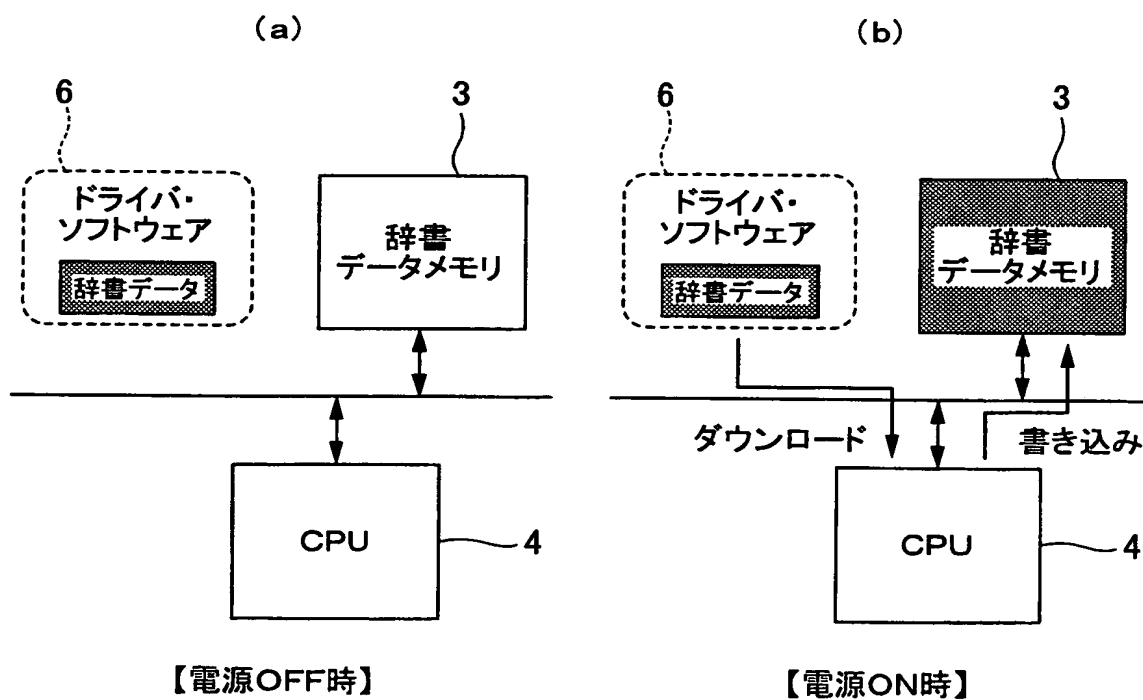 (a)
6
3
ドライバ・
ソフトウェア
辞書データ
辞書
データメモリ
CPU
4
【電源OFF時】
(b)
6
3
ドライバ・
ソフトウェア
辞書データ
辞書
データメモリ
ダウンロード
書き込み
CPU
4
【電源ON時】